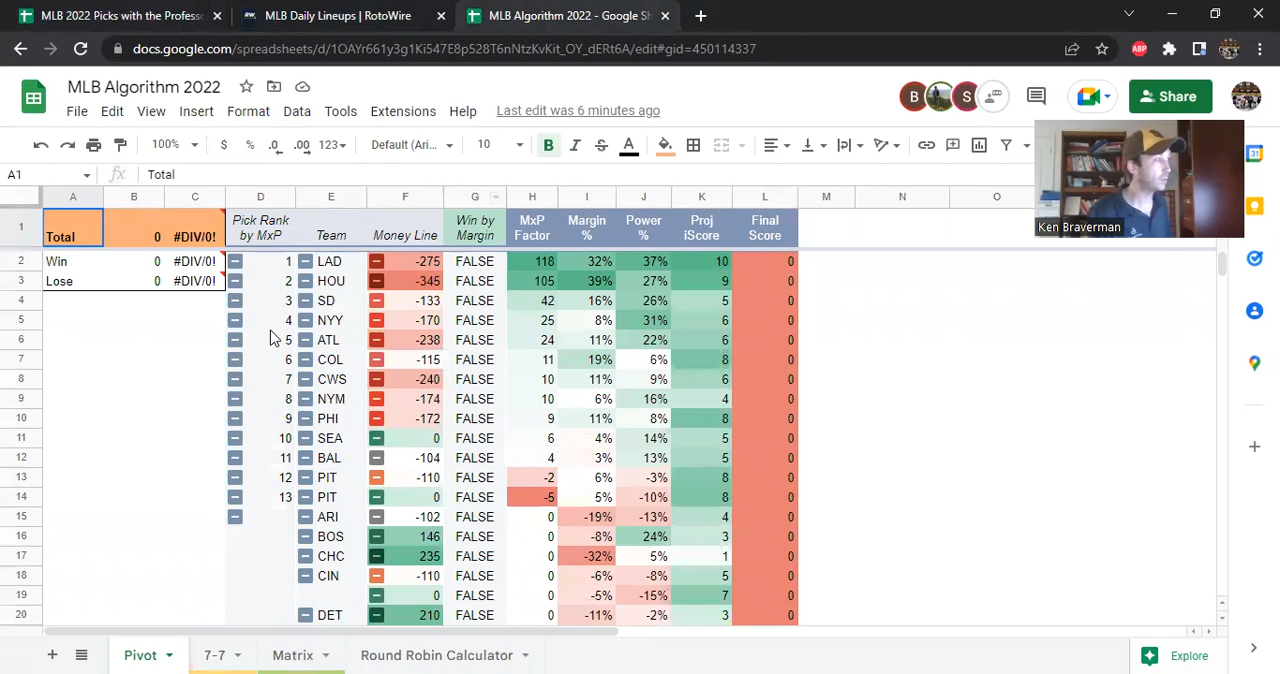 MLB 2022 Picks with the Professo
MLB Daily Lineups | RotoWire
MLB Algorithm 2022 - Google Sh
docs.google.com/spreadsheets/d/1OAYr661y3g1Ki547E8p528T6nNtzKvKit_OY_dERt6A/edit#gid=450114337
ABP
MLB Algorithm 2022
File Edit View Insert Format Data Tools Extensions Help Last edit was 6 minutes ago
B S Share
100% $ % .0 .00 123 Default (Ari... 10 B I S A
A1 fx Total
A B C D E F G H I J K L M N O
Ken Braverman
1 Total 0 #DIV/0! Pick Rank by MxP Team Money Line Win by Margin MxP Factor Margin % Power % Proj iScore Final Score
2 Win 0 #DIV/0! 1 LAD -275 FALSE 118 32% 37% 10 0
3 Lose 0 #DIV/0! 2 HOU -345 FALSE 105 39% 27% 9 0
4 3 SD -133 FALSE 42 16% 26% 5 0
5 4 NYY -170 FALSE 25 8% 31% 6 0
6 5 ATL -238 FALSE 24 11% 22% 6 0
7 6 COL -115 FALSE 11 19% 6% 8 0
8 7 CWS -240 FALSE 10 11% 9% 6 0
9 8 NYM -174 FALSE 10 6% 16% 4 0
10 9 PHI -172 FALSE 9 11% 8% 8 0
11 10 SEA 0 FALSE 6 4% 14% 5 0
12 11 BAL -104 FALSE 4 3% 13% 5 0
13 12 PIT -110 FALSE -2 6% -3% 8 0
14 13 PIT 0 FALSE -5 5% -10% 8 0
15 ARI -102 FALSE 0 -19% -13% 4 0
16 BOS 146 FALSE 0 -8% 24% 3 0
17 CHC 235 FALSE 0 -32% 5% 1 0
18 CIN -110 FALSE 0 -6% -8% 5 0
19 0 FALSE 0 -5% -15% 7 0
20 DET 210 FALSE 0 -11% -2% 3 0
Pivot 7-7 Matrix Round Robin Calculator Explore